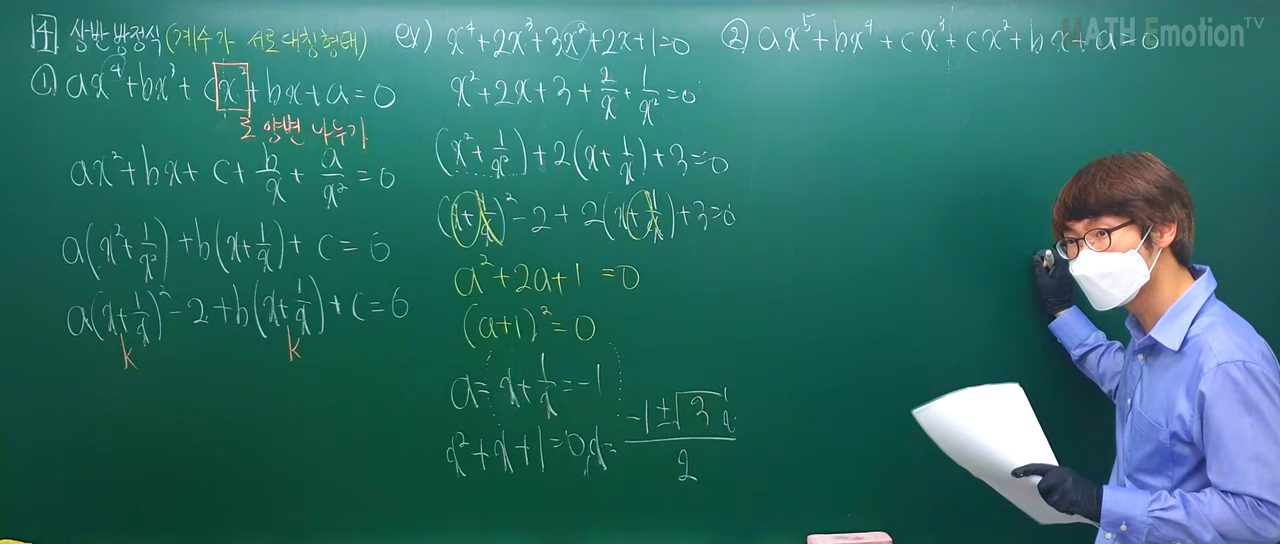 4 상반방정식 (계수가 서로 대칭형태)
① ax⁴+bx³+cx²+bx+a=0
로 양변 나누기
ax²+bx+c+b/x+a/x²=0
a(x²+1/x²)+b(x+1/x)+c=0
a(x+1/x)²-2+b(x+1/x)+c=0
k k
ex) x⁴+2x³+3x²+2x+1=0
x²+2x+3+2/x+1/x²=0
(x²+1/x²)+2(x+1/x)+3=0
(x+1/x)²-2+2(x+1/x)+3=0
a²+2a+1=0
(a+1)²=0
a=x+1/x=-1
x²+x+1=0, x=(-1±√3 i)/2
② ax⁵+bx⁴+cx³+cx²+bx+a=0
MATH Emotion TV